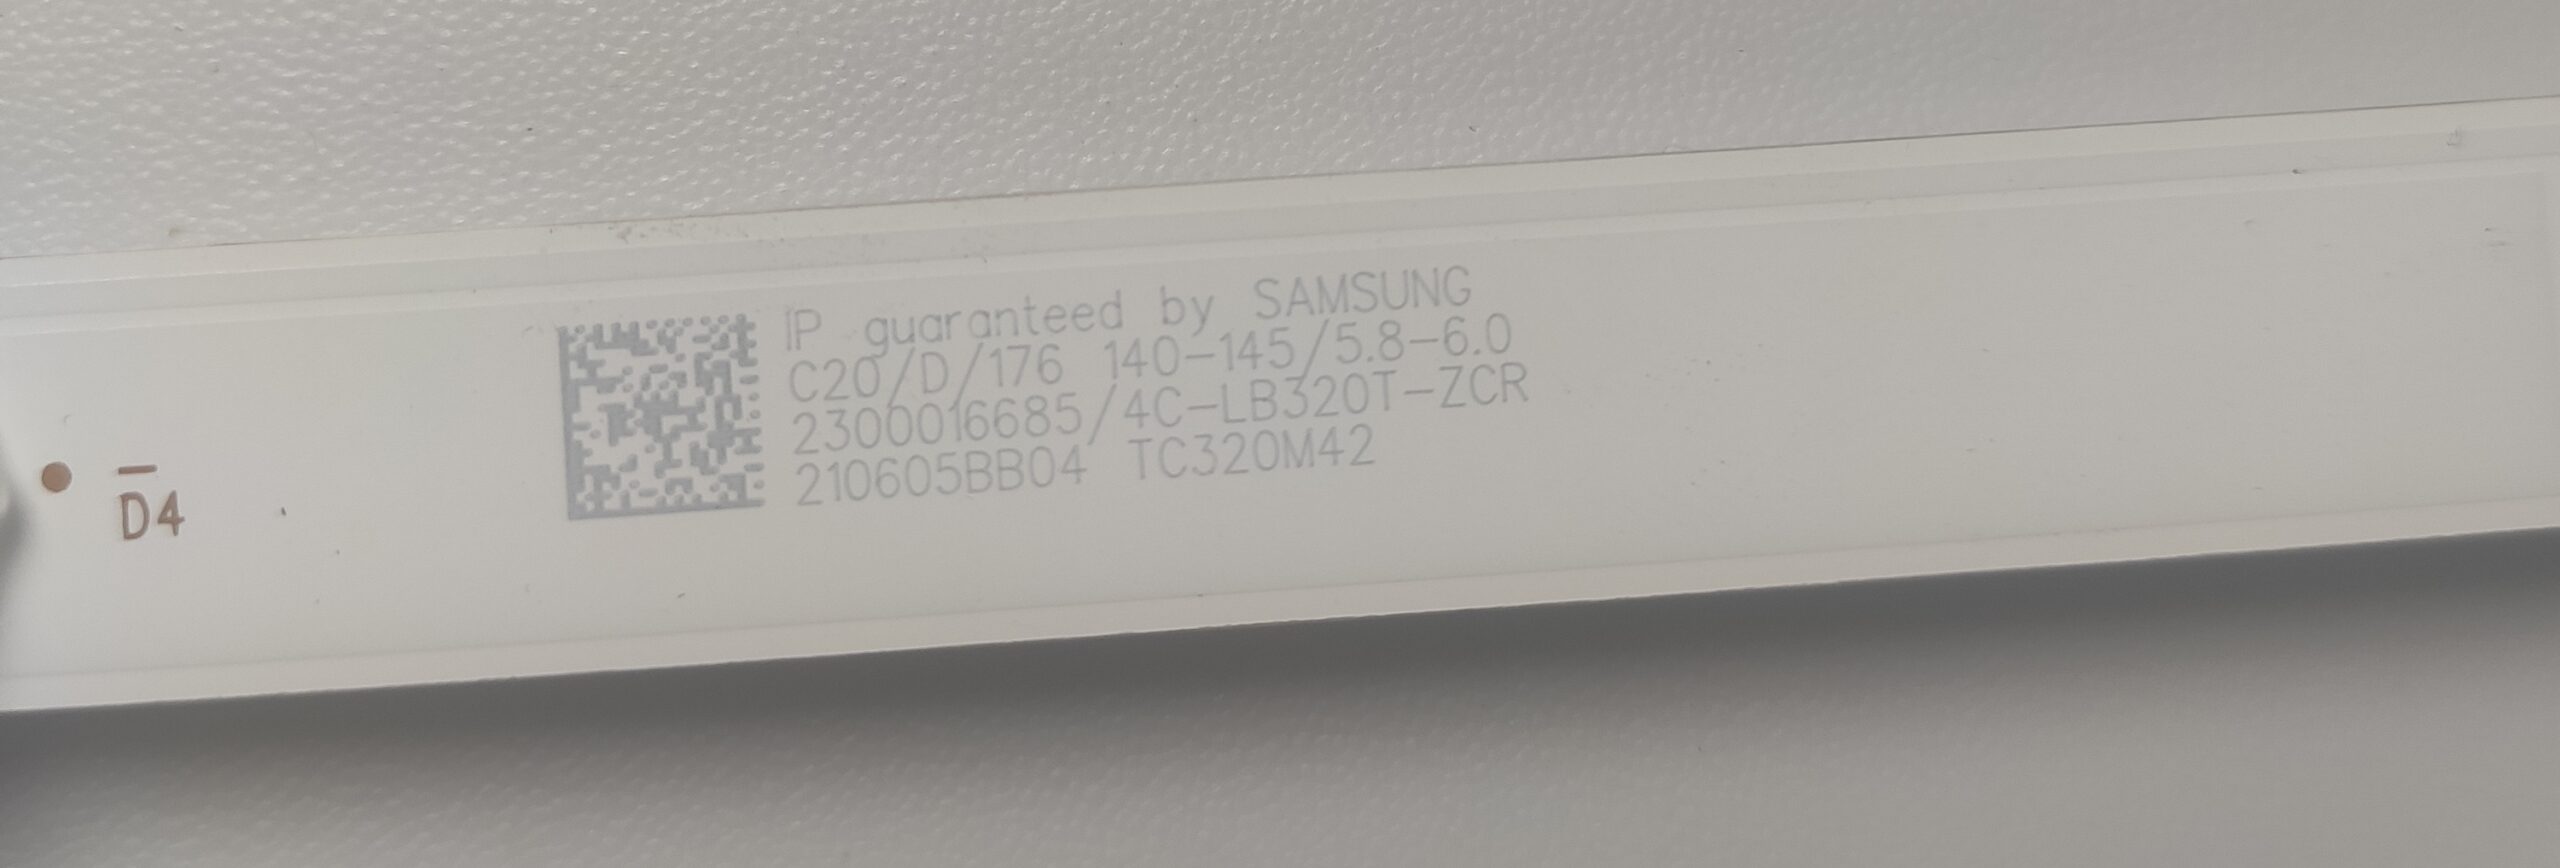 IP guaranteed by SAMSUNG
C20/D/176 140-145/5.8-6.0
2300016685/4C-LB320T-ZCR
210605BB04 TC320M42
D4